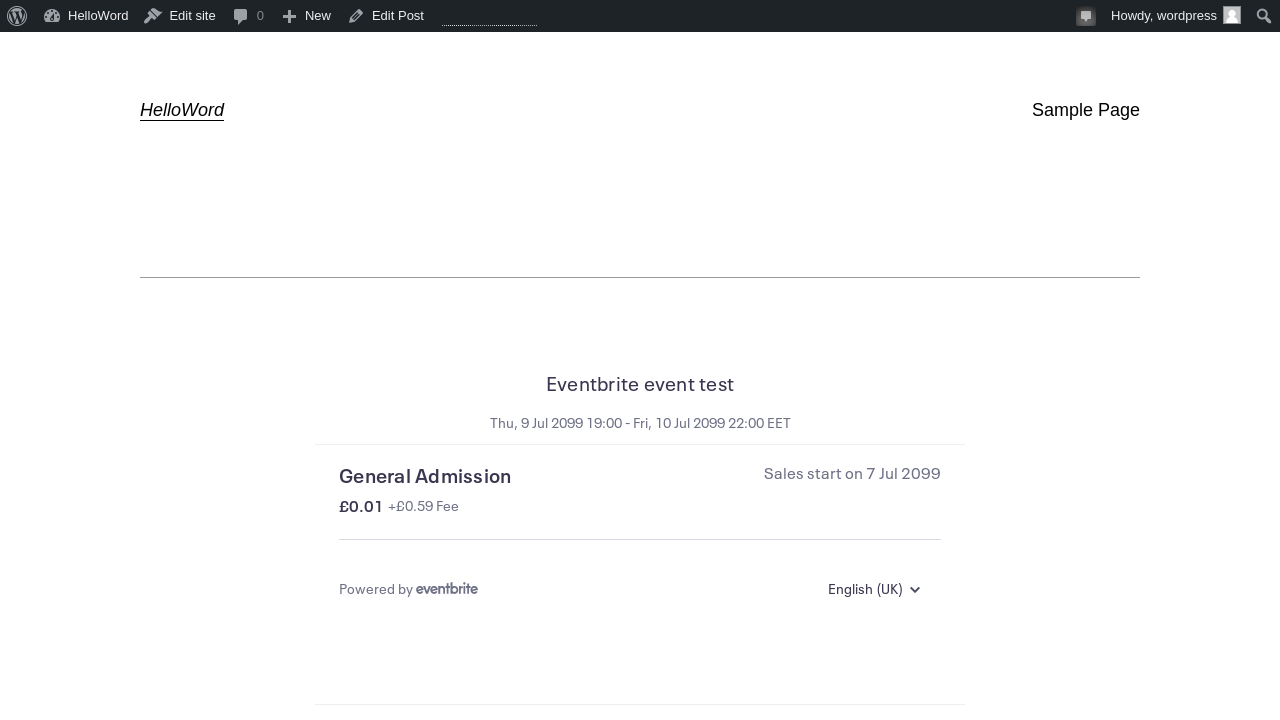 HelloWord Edit site 0 New Edit Post Howdy, wordpress
HelloWord Sample Page
Eventbrite event test
Thu, 9 Jul 2099 19:00 - Fri, 10 Jul 2099 22:00 EET
General Admission Sales start on 7 Jul 2099
£0.01 +£0.59 Fee
Powered by eventbrite English (UK)